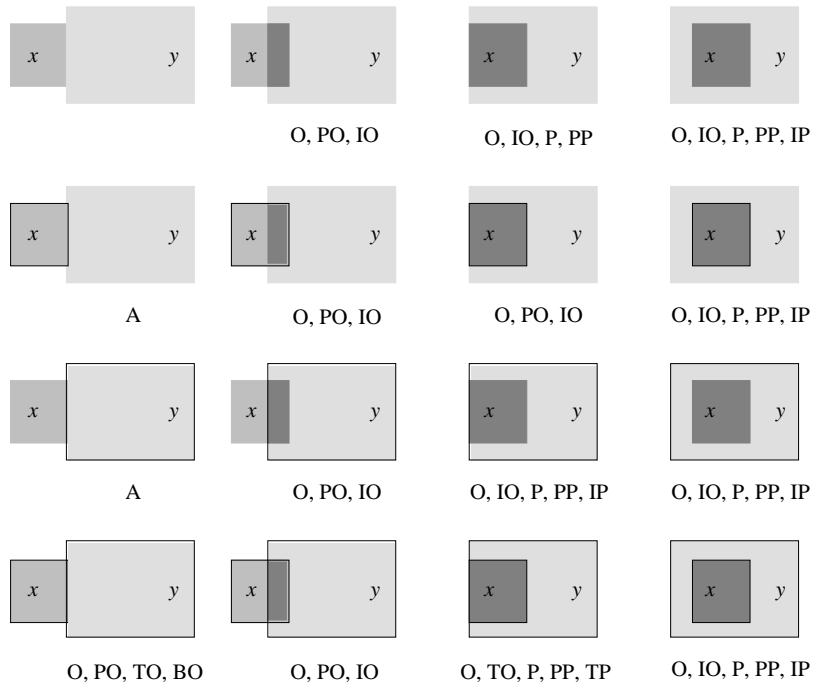 x y x y x y x y
O, PO, IO O, IO, P, PP O, IO, P, PP, IP
x y x y x y x y
A O, PO, IO O, PO, IO O, IO, P, PP, IP
x y x y x y x y
A O, PO, IO O, IO, P, PP, IP O, IO, P, PP, IP
x y x y x y x y
O, PO, TO, BO O, PO, IO O, TO, P, PP, TP O, IO, P, PP, IP